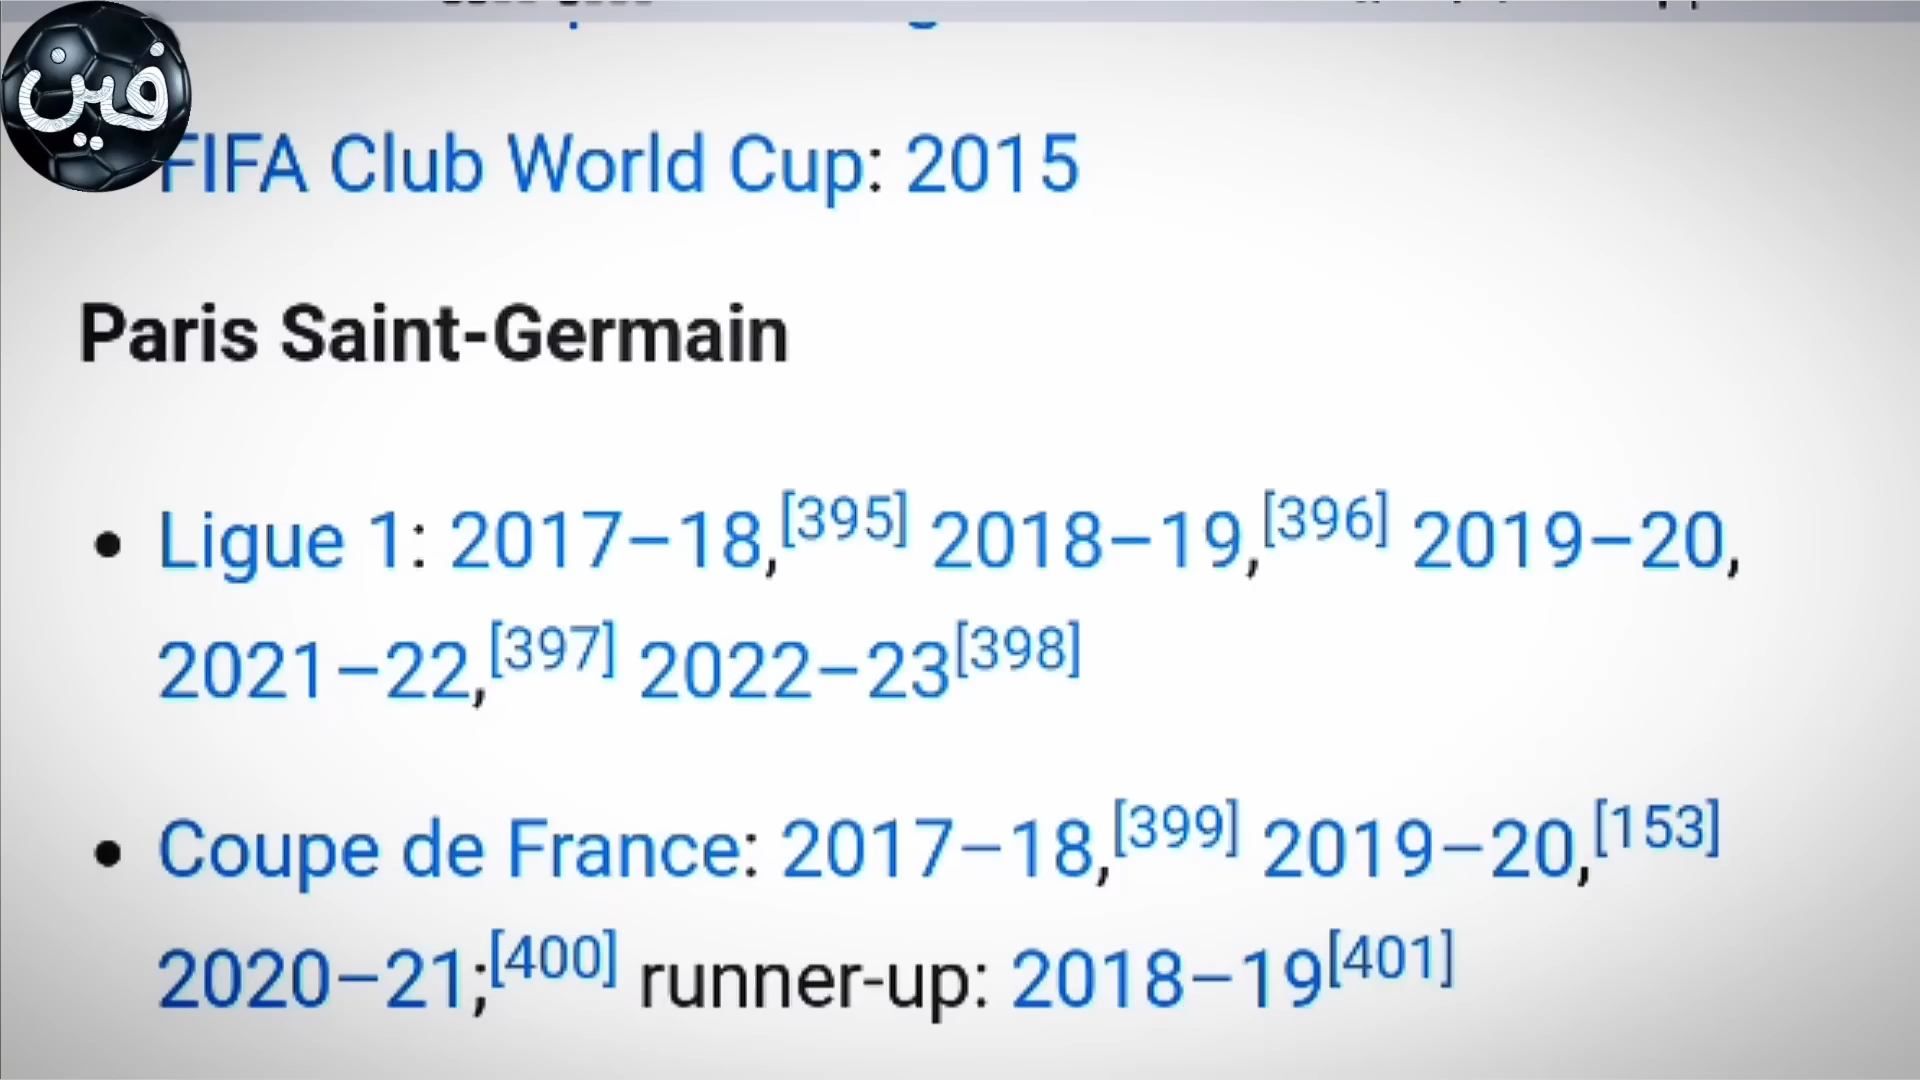 فين
FIFA Club World Cup: 2015
Paris Saint-Germain
• Ligue 1: 2017–18,[395] 2018–19,[396] 2019–20,
2021–22,[397] 2022–23[398]
• Coupe de France: 2017–18,[399] 2019–20,[153]
2020–21;[400] runner-up: 2018–19[401]